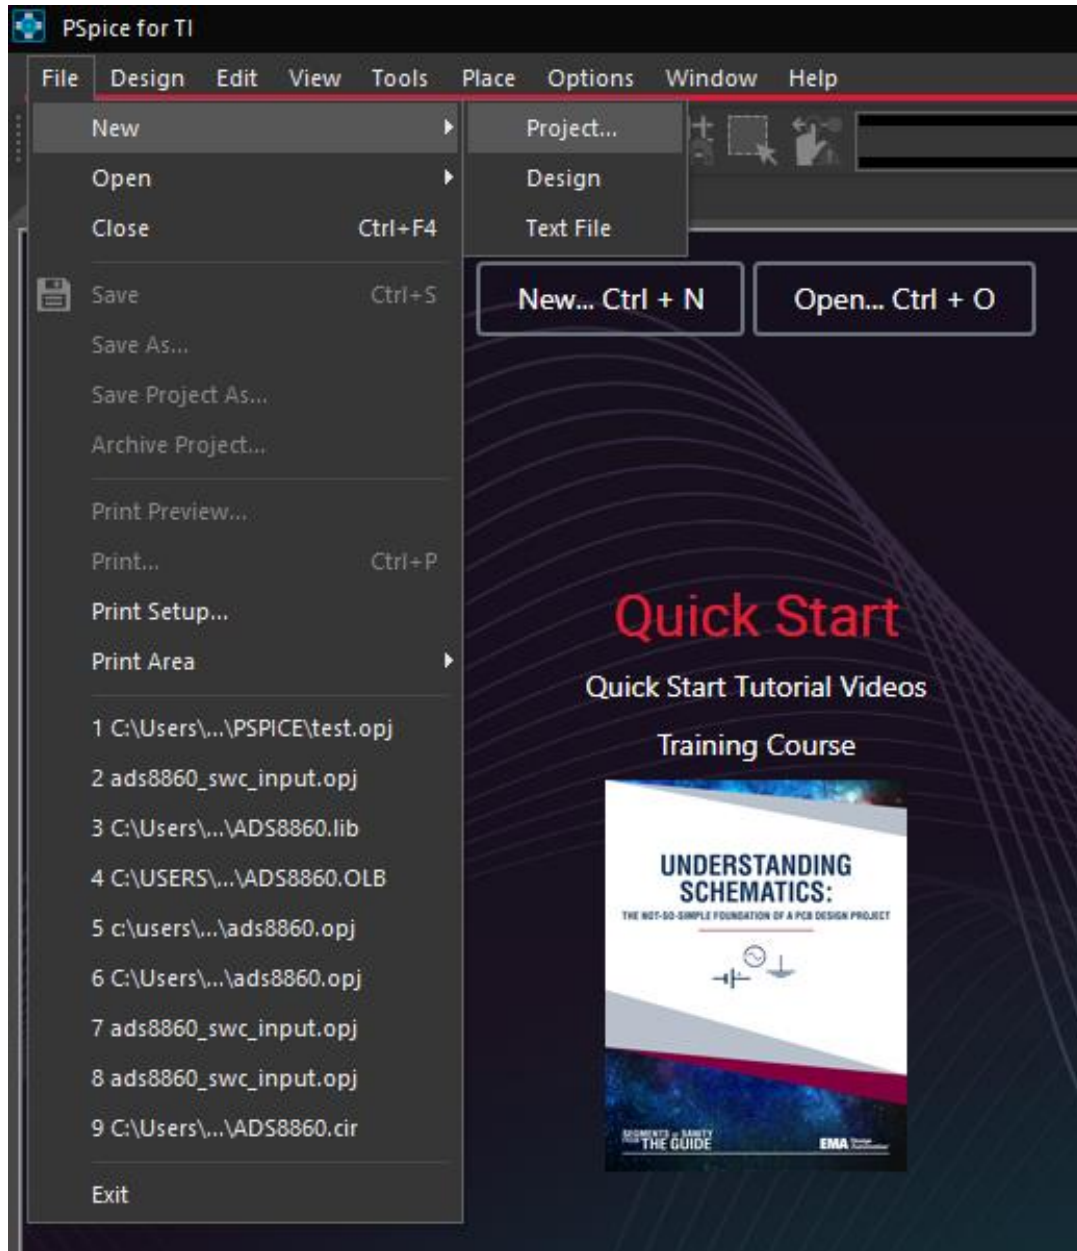 PSpice for TI
File Design Edit View Tools Place Options Window Help
New
Open
Close Ctrl+F4
Save Ctrl+S
Save As...
Save Project As...
Archive Project...
Print Preview...
Print... Ctrl+P
Print Setup...
Print Area
1 C:\Users\...\PSPICE\test.opj
2 ads8860_swc_input.opj
3 C:\Users\...\ADS8860.lib
4 C:\USERS\...\ADS8860.OLB
5 c:\users\...\ads8860.opj
6 C:\Users\...\ads8860.opj
7 ads8860_swc_input.opj
8 ads8860_swc_input.opj
9 C:\Users\...\ADS8860.cir
Exit
Project...
Design
Text File
New... Ctrl + N
Open... Ctrl + O
Quick Start
Quick Start Tutorial Videos
Training Course
UNDERSTANDING
SCHEMATICS:
THE NOT-SO-SIMPLE FOUNDATION OF A PCB DESIGN PROJECT
THE GUIDE
EMA